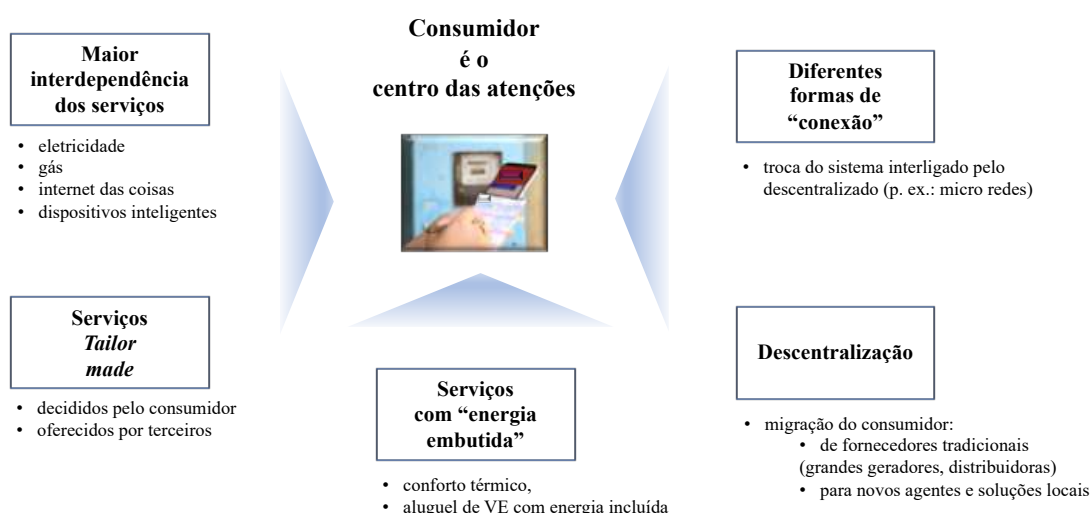 Consumidor
é o
centro das atenções
Maior
interdependência
dos serviços
• eletricidade
• gás
• internet das coisas
• dispositivos inteligentes
Serviços
Tailor
made
• decididos pelo consumidor
• oferecidos por terceiros
Serviços
com “energia
embutida”
• conforto térmico,
• aluguel de VE com energia incluída
Diferentes
formas de
“conexão”
• troca do sistema interligado pelo
descentralizado (p. ex.: micro redes)
Descentralização
• migração do consumidor:
• de fornecedores tradicionais
(grandes geradores, distribuidoras)
• para novos agentes e soluções locais